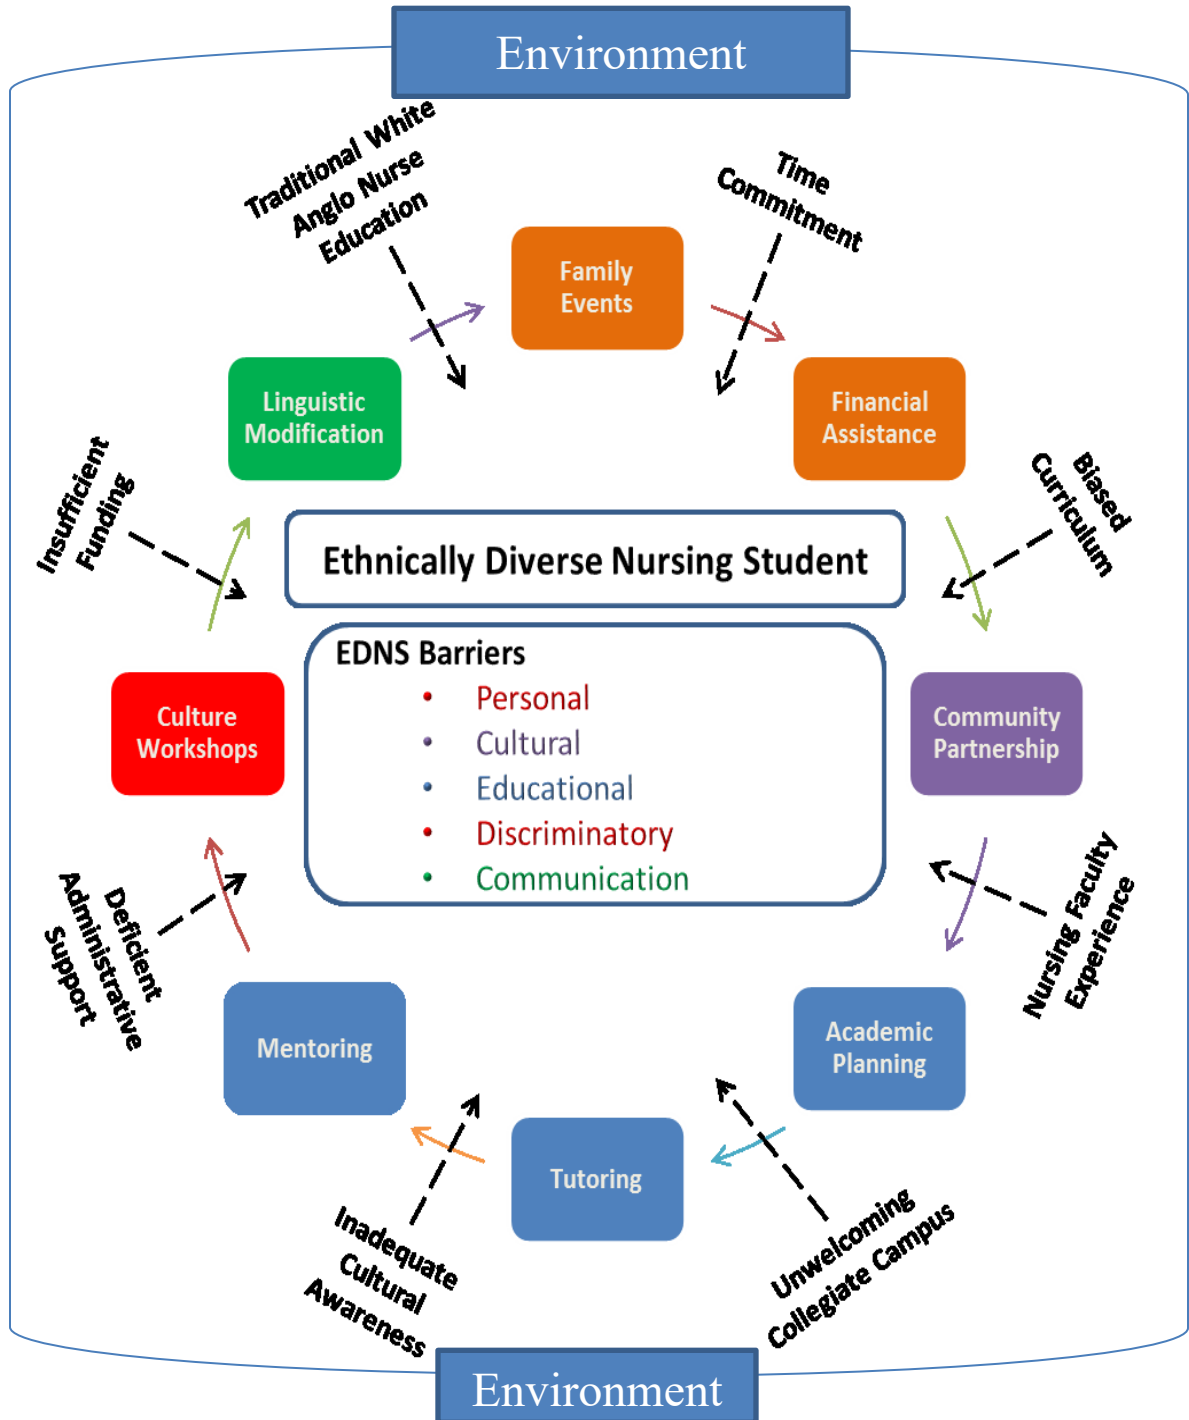 Environment
Traditional White
Anglo Nurse
Education
Time
Commitment
Family
Events
Linguistic
Modification
Financial
Assistance
Insufficient
Funding
Biased
Curriculum
Ethnically Diverse Nursing Student
EDNS Barriers
• Personal
• Cultural
• Educational
• Discriminatory
• Communication
Culture
Workshops
Community
Partnership
Deficient
Administrative
Support
Nursing Faculty
Experience
Mentoring
Academic
Planning
Tutoring
Inadequate
Cultural
Awareness
Unwelcoming
Collegiate Campus
Environment